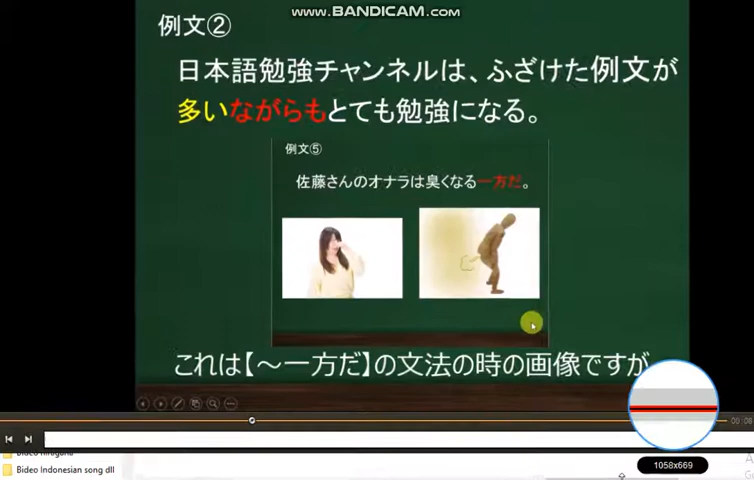 www.BANDICAM.com
例文②
日本語勉強チャンネルは、ふざけた例文が
多いながらもとても勉強になる。
例文⑤
佐藤さんのオナラは臭くなる一方だ。
これは【～一方だ】の文法の時の画像ですが
00:08
Bideo Indonesian song dll
1058x669